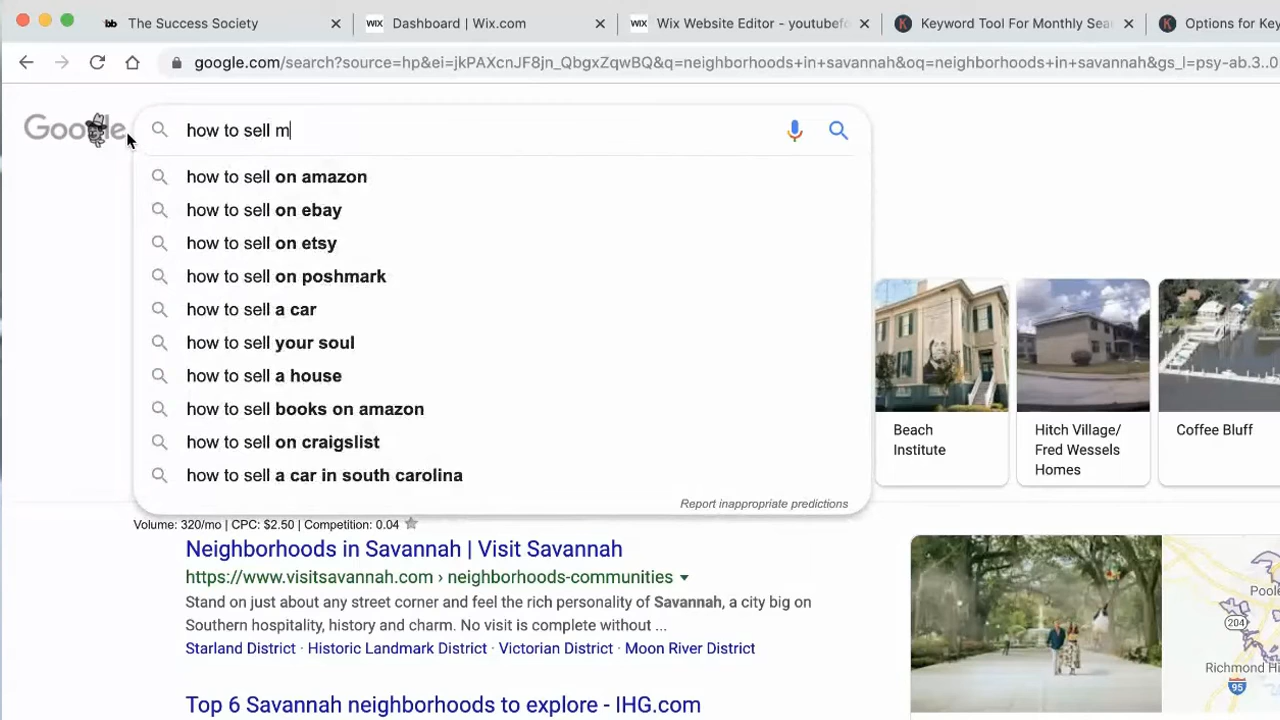 The Success Society
Dashboard | Wix.com
WIX Wix Website Editor - youtubefo
Keyword Tool For Monthly Sea
Options for Key
google.com/search?source=hp&ei=jkPAXcnJF8jn_QbgxZqwBQ&q=neighborhoods+in+savannah&oq=neighborhoods+in+savannah&gs_l=psy-ab.3..0
Google
how to sell m
how to sell on amazon
how to sell on ebay
how to sell on etsy
how to sell on poshmark
how to sell a car
how to sell your soul
how to sell a house
how to sell books on amazon
how to sell on craigslist
how to sell a car in south carolina
Report inappropriate predictions
Beach
Institute
Hitch Village/
Fred Wessels
Homes
Coffee Bluff
Volume: 320/mo | CPC: $2.50 | Competition: 0.04
Neighborhoods in Savannah | Visit Savannah
https://www.visitsavannah.com › neighborhoods-communities
Stand on just about any street corner and feel the rich personality of Savannah, a city big on
Southern hospitality, history and charm. No visit is complete without ...
Starland District · Historic Landmark District · Victorian District · Moon River District
Top 6 Savannah neighborhoods to explore - IHG.com
Poole
204
Richmond Hi
95